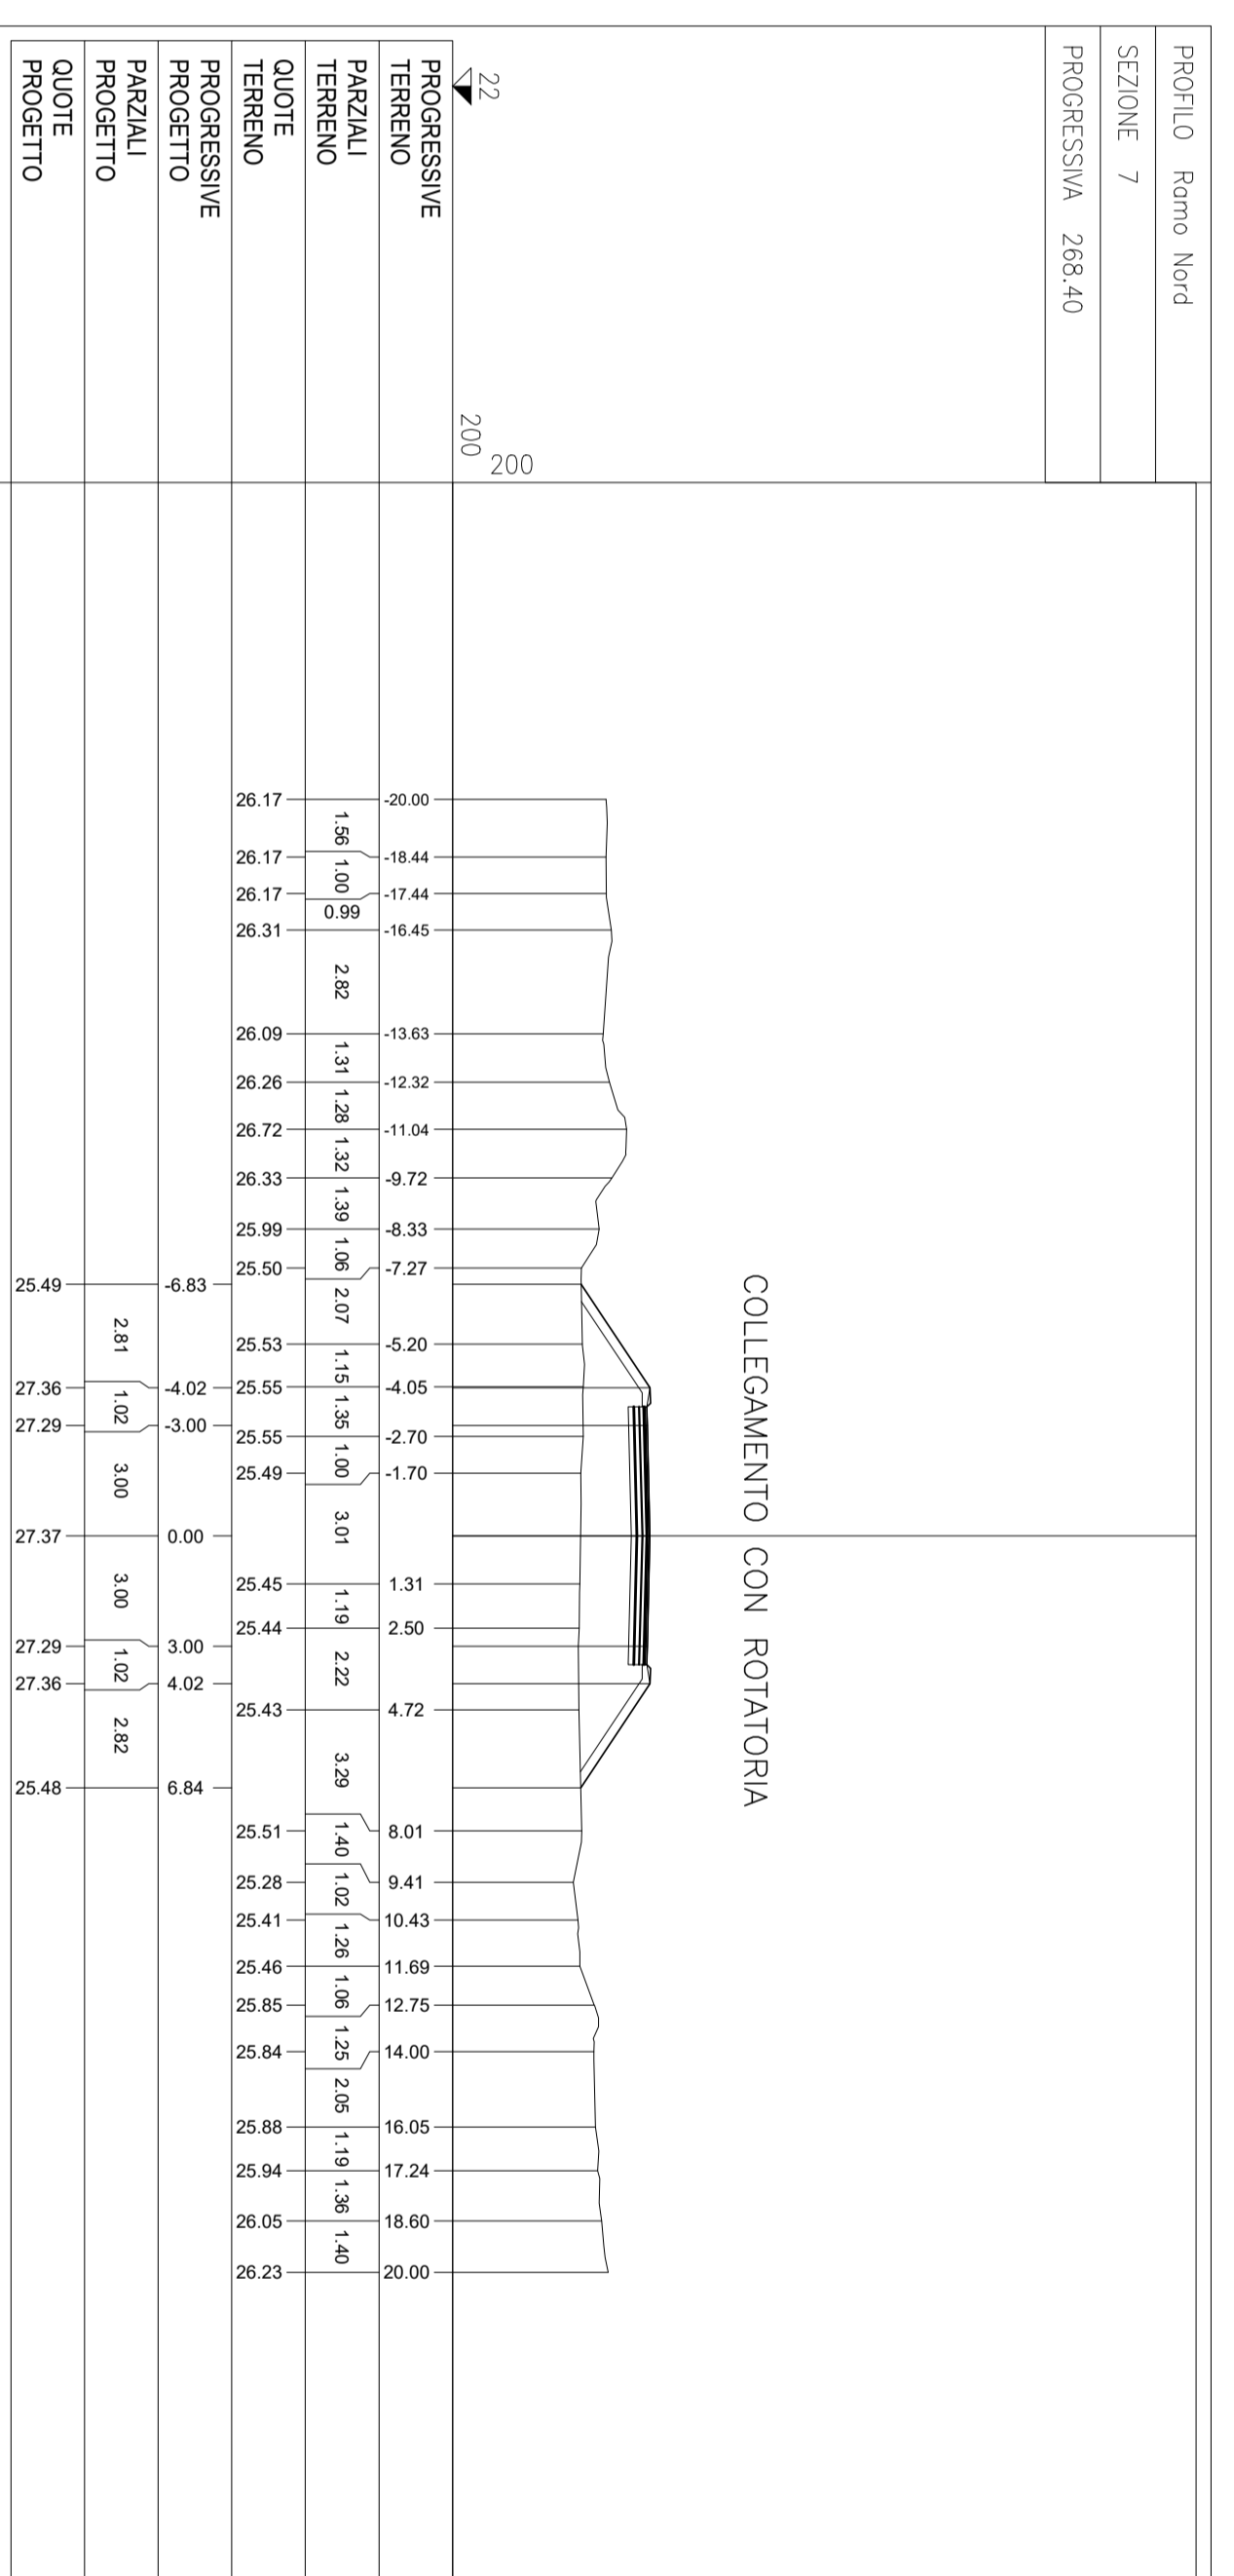 PROFILO Ramo Nord
SEZIONE 7
PROGRESSIVA 268.40
COLLEGAMENTO CON ROTATORIA
22
200
200
PROGRESSIVE
TERRENO
-20.00 -18.44 -17.44 -16.45 -13.63 -12.32 -11.04 -9.72 -8.33 -7.27 -5.20 -4.05 -2.70 -1.70 1.31 2.50 4.72 8.01 9.41 10.43 11.69 12.75 14.00 16.05 17.24 18.60 20.00
PARZIALI
TERRENO
1.56 1.00 0.99 2.82 1.31 1.28 1.32 1.39 1.06 2.07 1.15 1.35 1.00 3.01 1.19 2.22 3.29 1.40 1.02 1.26 1.06 1.25 2.05 1.19 1.36 1.40
QUOTE
TERRENO
26.17 26.17 26.17 26.31 26.09 26.26 26.72 26.33 25.99 25.50 25.53 25.55 25.55 25.49 25.45 25.44 25.43 25.51 25.28 25.41 25.46 25.85 25.84 25.88 25.94 26.05 26.23
PROGRESSIVE
PROGETTO
-6.83 -4.02 -3.00 0.00 3.00 4.02 6.84
PARZIALI
PROGETTO
2.81 1.02 3.00 3.00 1.02 2.82
QUOTE
PROGETTO
25.49 27.36 27.29 27.37 27.29 27.36 25.48